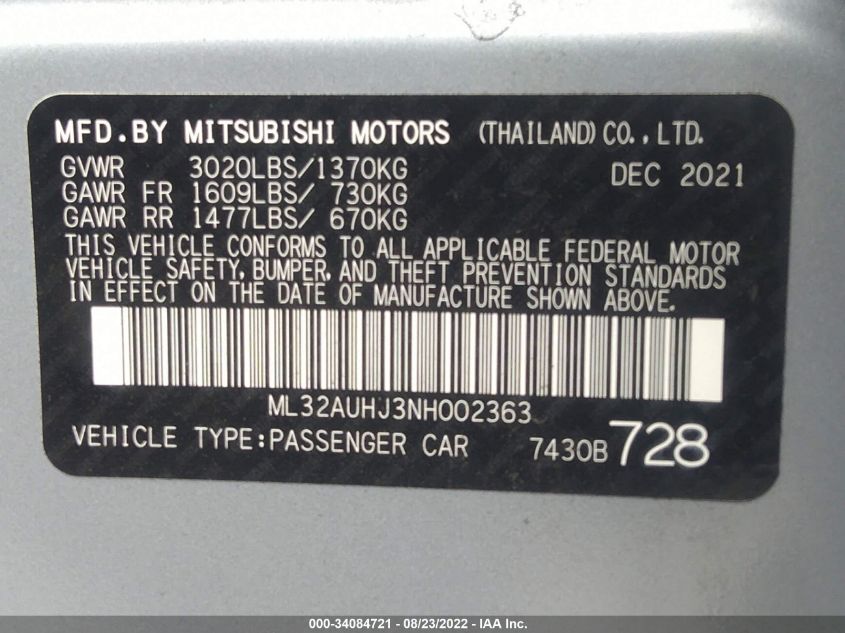 MFD.BY MITSUBISHI MOTORS (THAILAND) CO., LTD.
GVWR 3020LBS/1370KG DEC 2021
GAWR FR 1609LBS/ 730KG
GAWR RR 1477LBS/ 670KG
THIS VEHICLE CONFORMS TO ALL APPLICABLE FEDERAL MOTOR
VEHICLE SAFETY, BUMPER, AND THEFT PREVENTION STANDARDS
IN EFFECT ON THE DATE OF MANUFACTURE SHOWN ABOVE.
ML32AUHJ3NH002363
VEHICLE TYPE:PASSENGER CAR 7430B 728
000-34084721 - 08/23/2022 - IAA Inc.